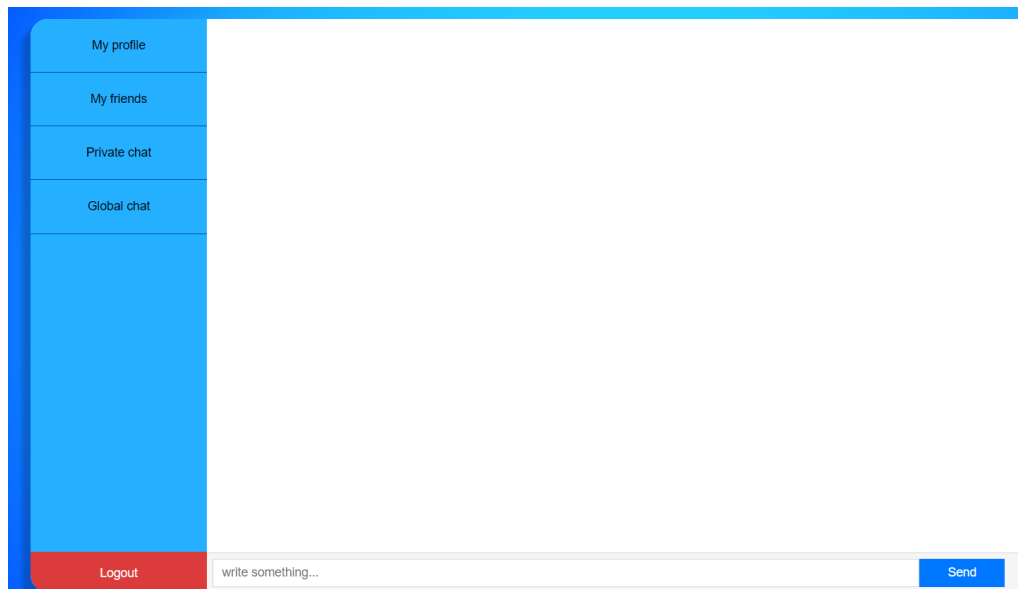 My profile
My friends
Private chat
Global chat
Logout
write something...
Send